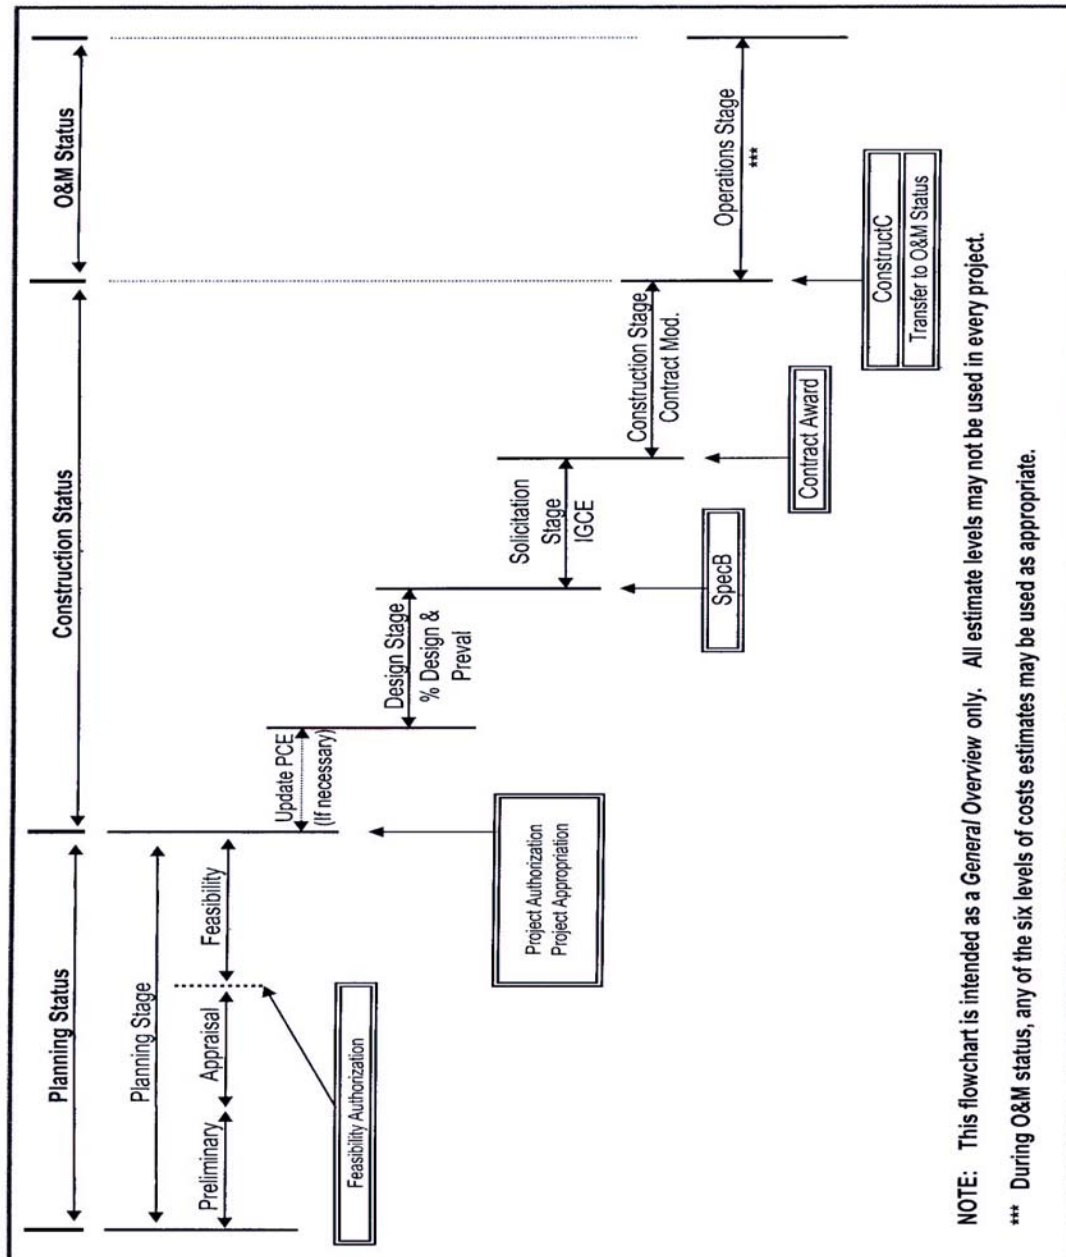 Planning Status
Construction Status
O&M Status
Planning Stage
Preliminary
Appraisal
Feasibility
Feasibility Authorization
Update PCE
(If necessary)
Project Authorization
Project Appropriation
Design Stage
% Design &
Preval
SpecB
Solicitation
Stage
IGCE
Contract Award
Construction Stage
Contract Mod.
ConstructC
Transfer to O&M Status
Operations Stage
***
NOTE: This flowchart is intended as a General Overview only. All estimate levels may not be used in every project.
*** During O&M status, any of the six levels of costs estimates may be used as appropriate.